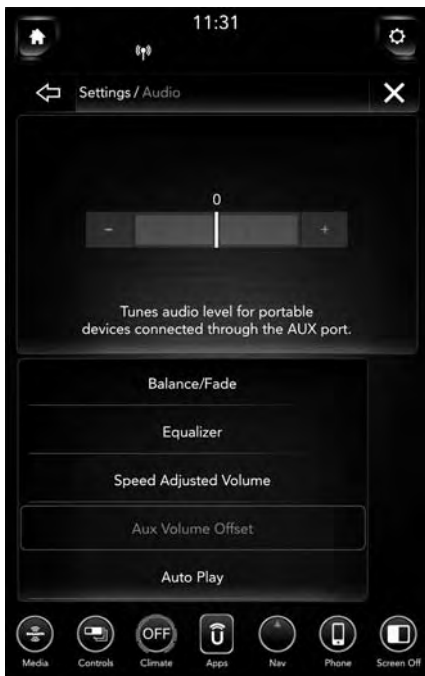 11:31
Settings / Audio
0
- +
Tunes audio level for portable
devices connected through the AUX port.
Balance/Fade
Equalizer
Speed Adjusted Volume
Aux Volume Offset
Auto Play
OFF
Media Controls Climate Apps Nav Phone Screen Off